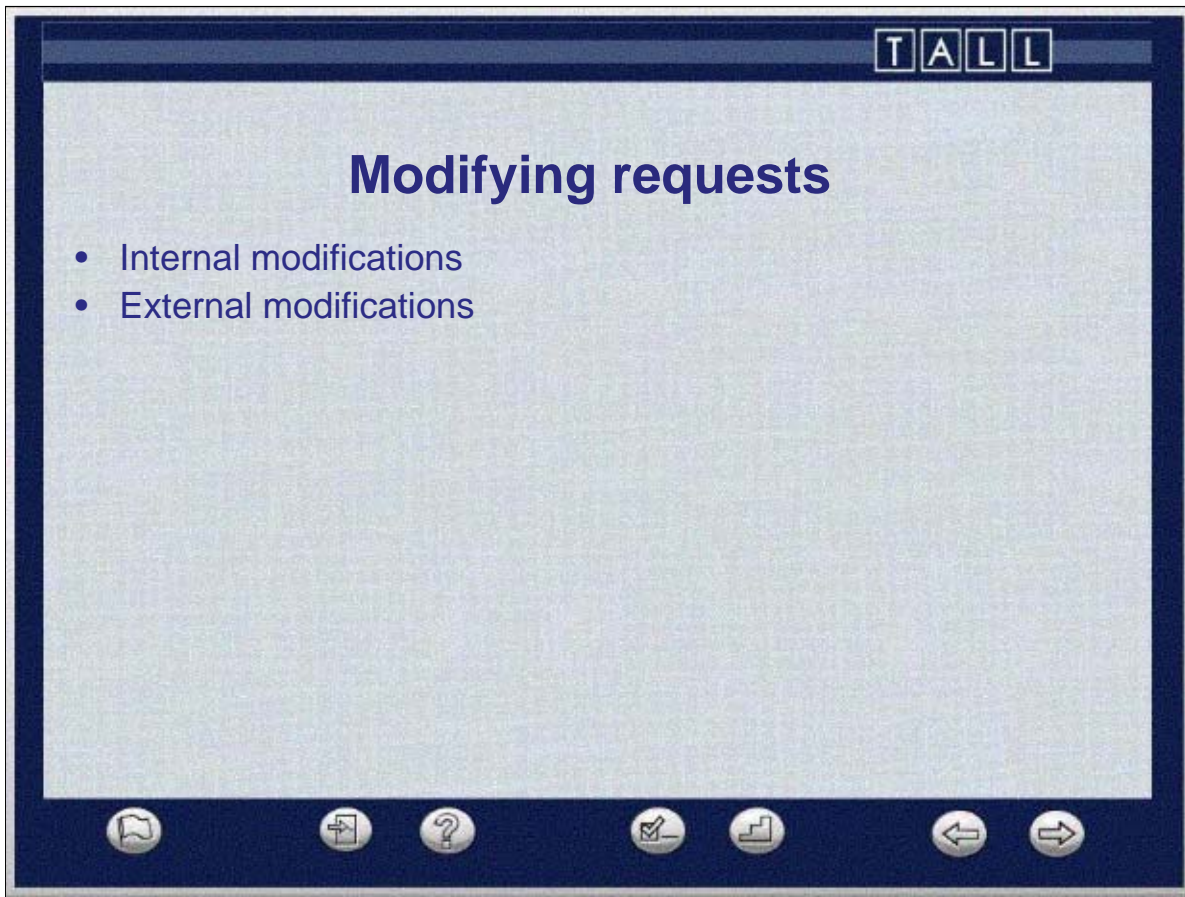 TALL
Modifying requests
• Internal modifications
• External modifications